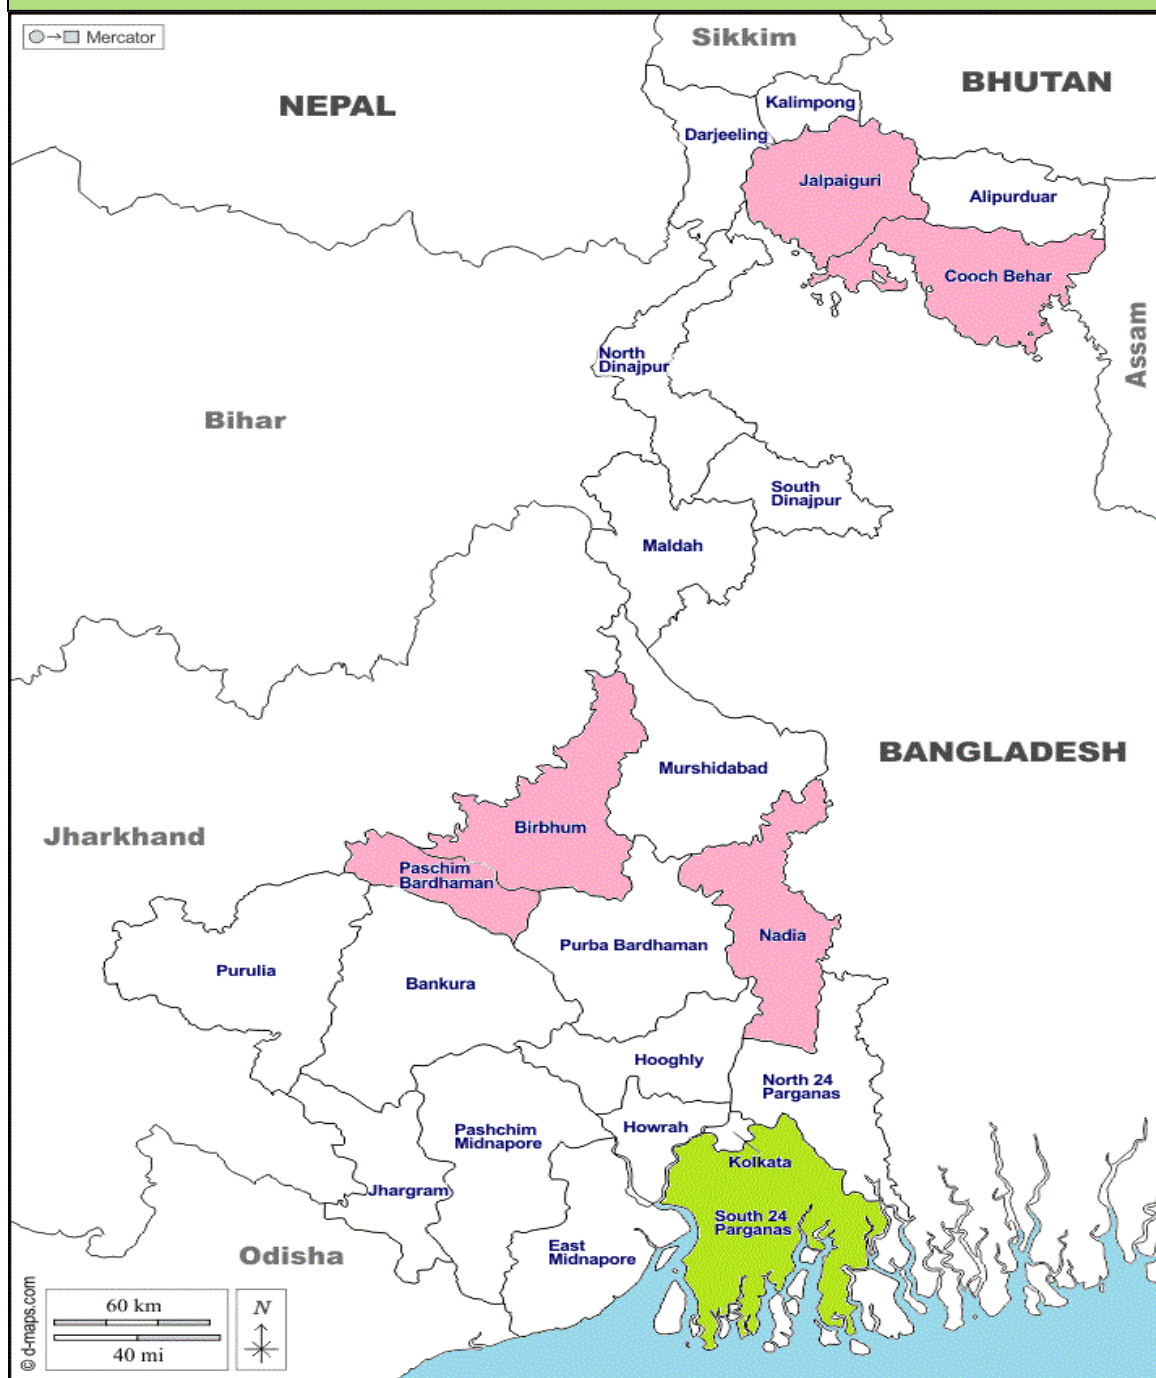 Mercator
Sikkim
NEPAL
BHUTAN
Kalimpong
Darjeeling
Jalpaiguri
Alipurduar
Cooch Behar
Assam
North
Dinajpur
Bihar
South
Dinajpur
Maldah
BANGLADESH
Murshidabad
Jharkhand
Birbhum
Paschim
Bardhaman
Nadia
Purba Bardhaman
Purulia
Bankura
Hooghly
North 24
Parganas
Howrah
Pashchim
Midnapore
Kolkata
Jhargram
South 24
Parganas
Odisha
East
Midnapore
© d-maps.com
60 km
40 mi
N